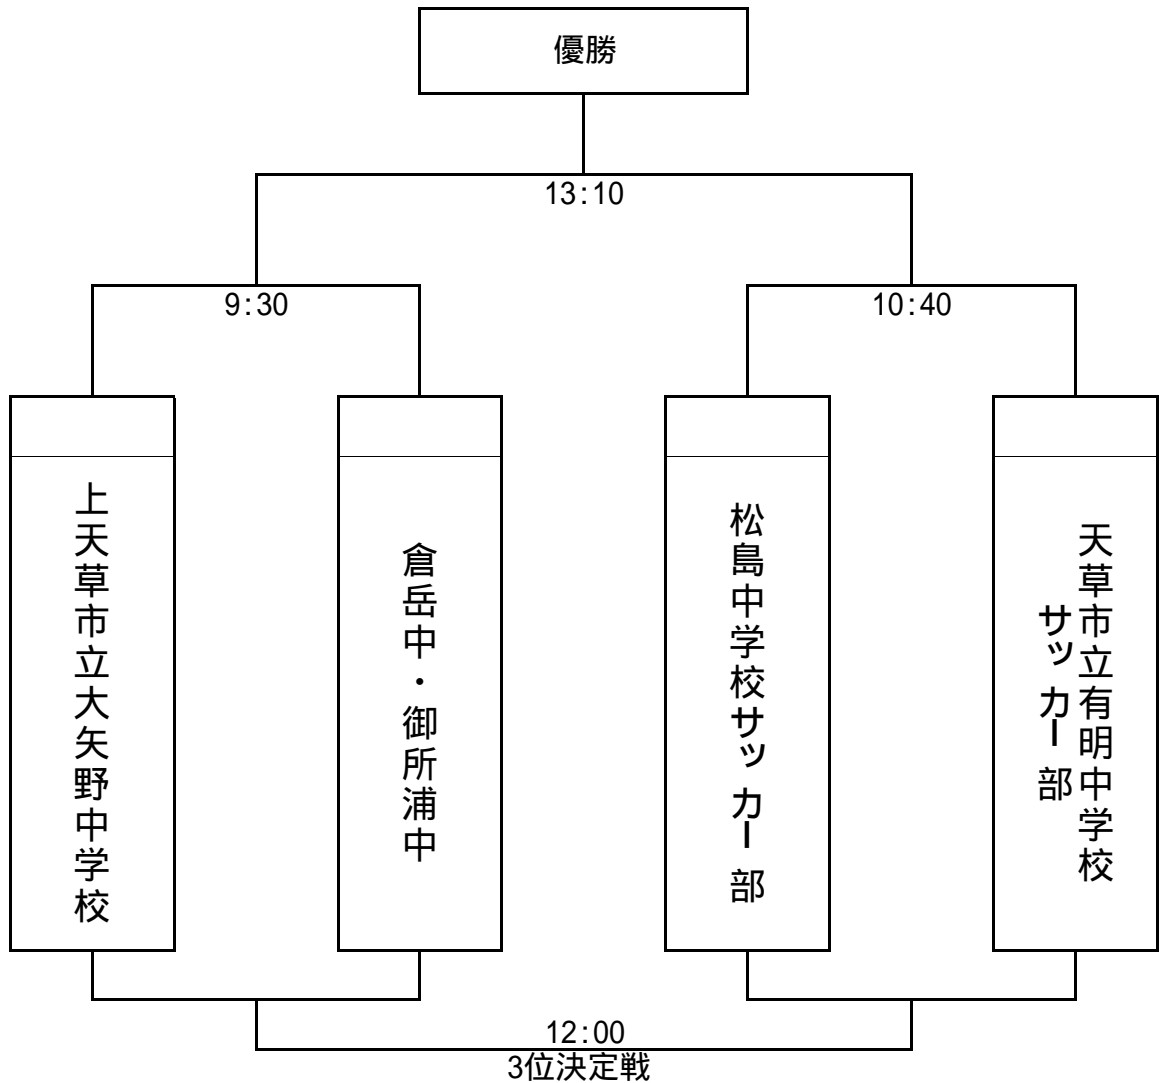 優勝
13:10
9:30
10:40
上天草市立大矢野中学校
倉岳中・御所浦中
松島中学校サッカー部
天草市立有明中学校
サッカー部
12:00
3位決定戦